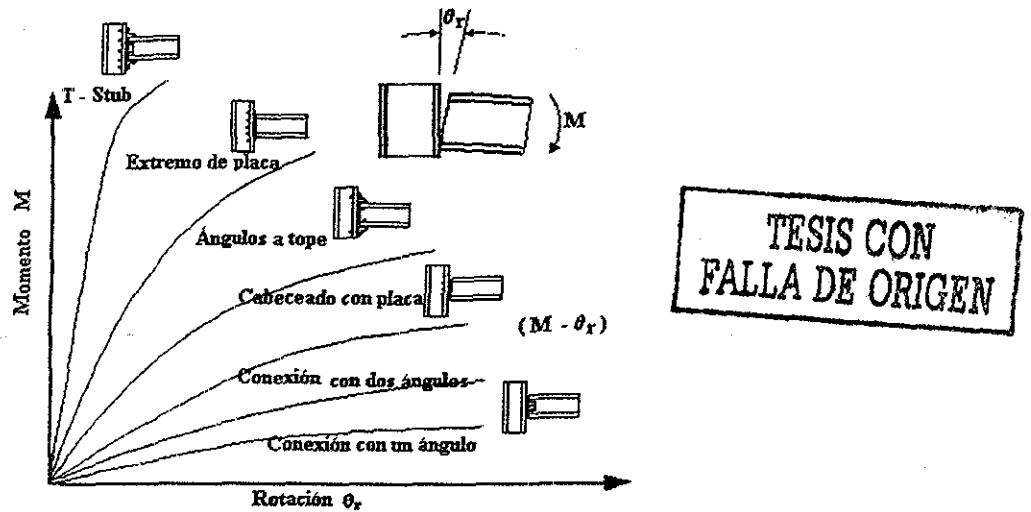 θr
T - Stub
M
Extremo de placa
Momento M
Ángulos a tope
TESIS CON
FALLA DE ORIGEN
Cabeceado con placa
(M - θr)
Conexión con dos ángulos
Conexión con un ángulo
Rotación θr